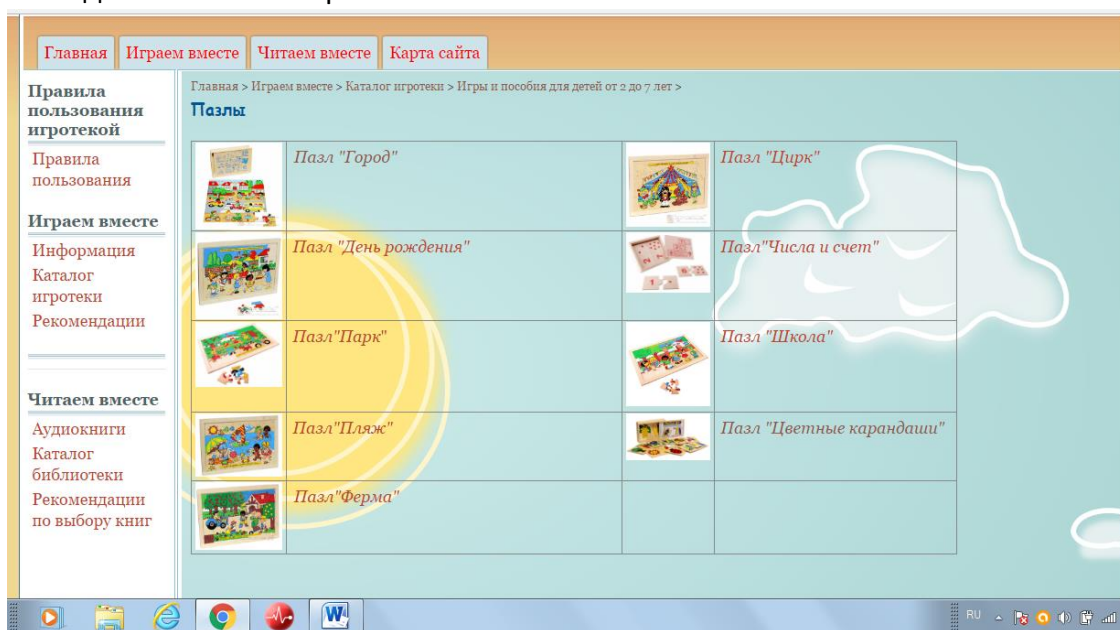 Главная
Играем вместе
Читаем вместе
Карта сайта
Правила
пользования
игротекой
Правила
пользования
Играем вместе
Информация
Каталог
игротеки
Рекомендации
Читаем вместе
Аудиокниги
Каталог
библиотеки
Рекомендации
по выбору книг
Главная > Играем вместе > Каталог игротеки > Игры и пособия для детей от 2 до 7 лет >
Пазлы
Пазл "Город"
Пазл "Цирк"
Пазл "День рождения"
Пазл"Числа и счет"
Пазл"Парк"
Пазл "Школа"
Пазл"Пляж"
Пазл "Цветные карандаши"
Пазл"Ферма"
RU